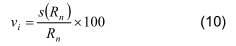 v_i = s(R_n) / R_n × 100 (10)